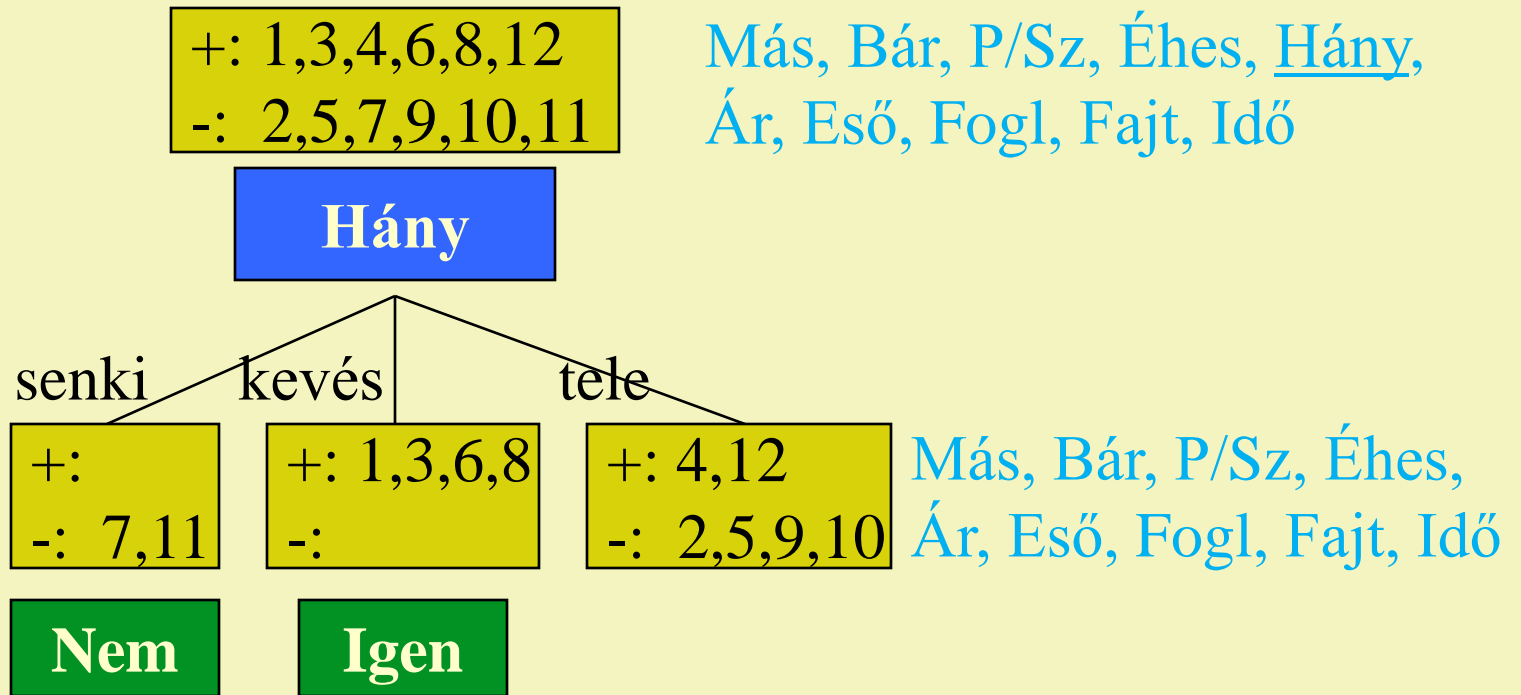 +: 1,3,4,6,8,12
-: 2,5,7,9,10,11
Más, Bár, P/Sz, Éhes, Hány,
Ár, Eső, Fogl, Fajt, Idő
Hány
senki kevés tele
+:
-: 7,11
+: 1,3,6,8
-:
+: 4,12
-: 2,5,9,10
Más, Bár, P/Sz, Éhes,
Ár, Eső, Fogl, Fajt, Idő
Nem
Igen